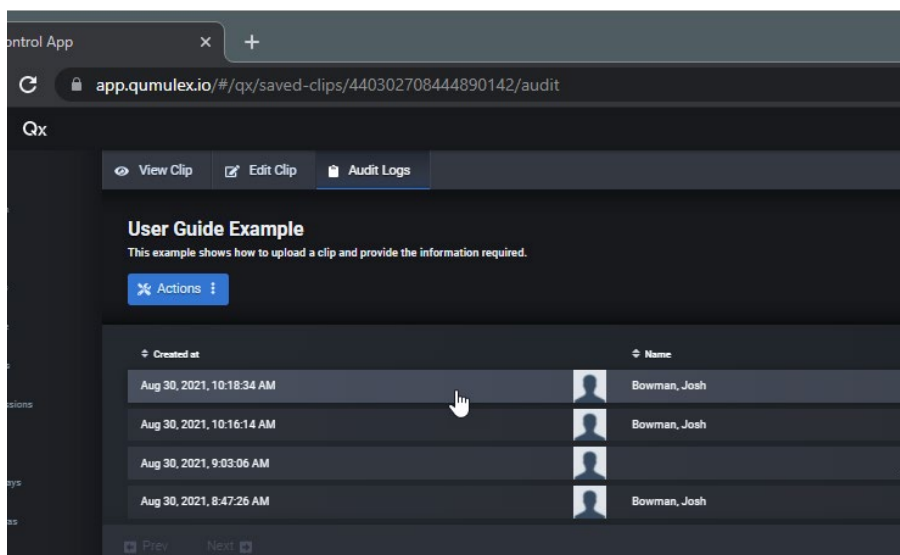 ontrol App
app.qumulex.io/#/qx/saved-clips/440302708444890142/audit
Qx
View Clip Edit Clip Audit Logs
User Guide Example
This example shows how to upload a clip and provide the information required.
Actions
Created at Name
Aug 30, 2021, 10:18:34 AM Bowman, Josh
ssions
Aug 30, 2021, 10:16:14 AM Bowman, Josh
Aug 30, 2021, 9:03:06 AM
ays
Aug 30, 2021, 8:47:26 AM Bowman, Josh
as
Prev Next